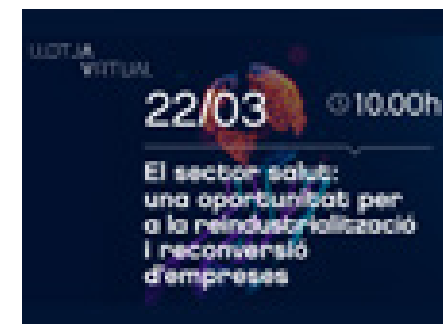 LLOTJA
VIRTUAL
22/03 10.00h
El sector salut:
una oportunitat per
a la reindustrialització
i reconversió
d'empreses